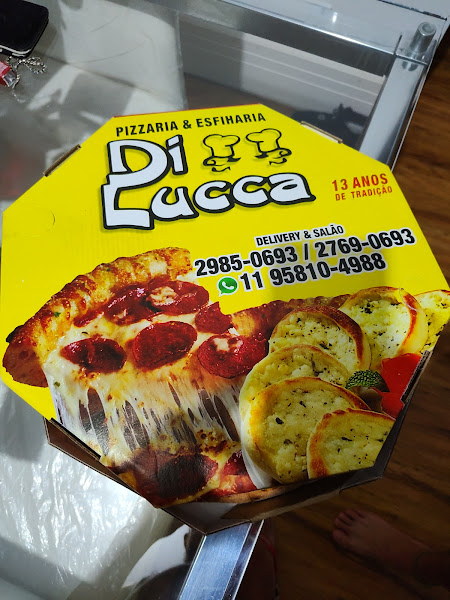 PIZZARIA & ESFIHARIA
Di
Lucca
13 ANOS
DE TRADIÇÃO
DELIVERY & SALÃO
2985-0693 / 2769-0693
11 95810-4988